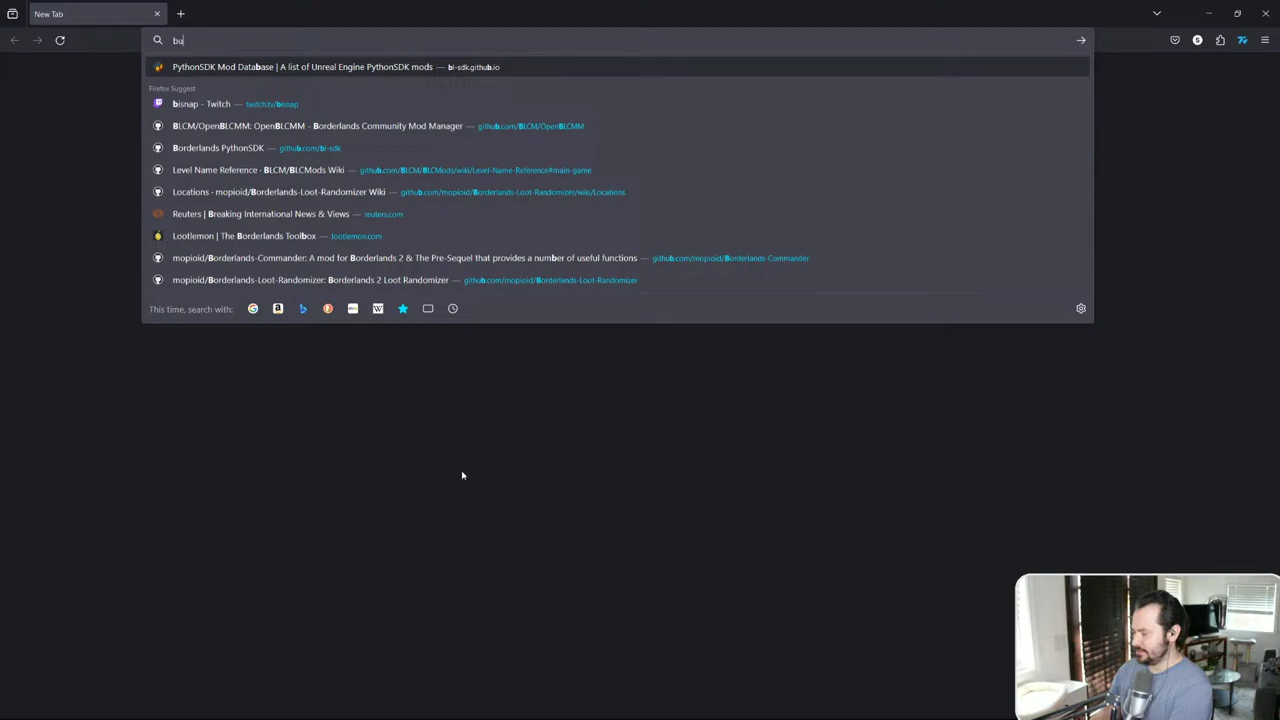 New Tab
bu
PythonSDK Mod Database | A list of Unreal Engine PythonSDK mods — bl-sdk.github.io
Firefox Suggest
bisnap - Twitch — twitch.tv/bisnap
BLCM/OpenBLCMM: OpenBLCMM - Borderlands Community Mod Manager — github.com/BLCM/OpenBLCMM
Borderlands PythonSDK — github.com/bl-sdk
Level Name Reference · BLCM/BLCMods Wiki — github.com/BLCM/BLCMods/wiki/Level-Name-Reference#main-game
Locations · mopioid/Borderlands-Loot-Randomizer Wiki — github.com/mopioid/Borderlands-Loot-Randomizer/wiki/Locations
Reuters | Breaking International News & Views — reuters.com
Lootlemon | The Borderlands Toolbox — lootlemon.com
mopioid/Borderlands-Commander: A mod for Borderlands 2 & The Pre-Sequel that provides a number of useful functions — github.com/mopioid/Borderlands-Commander
mopioid/Borderlands-Loot-Randomizer: Borderlands 2 Loot Randomizer — github.com/mopioid/Borderlands-Loot-Randomizer
This time, search with: